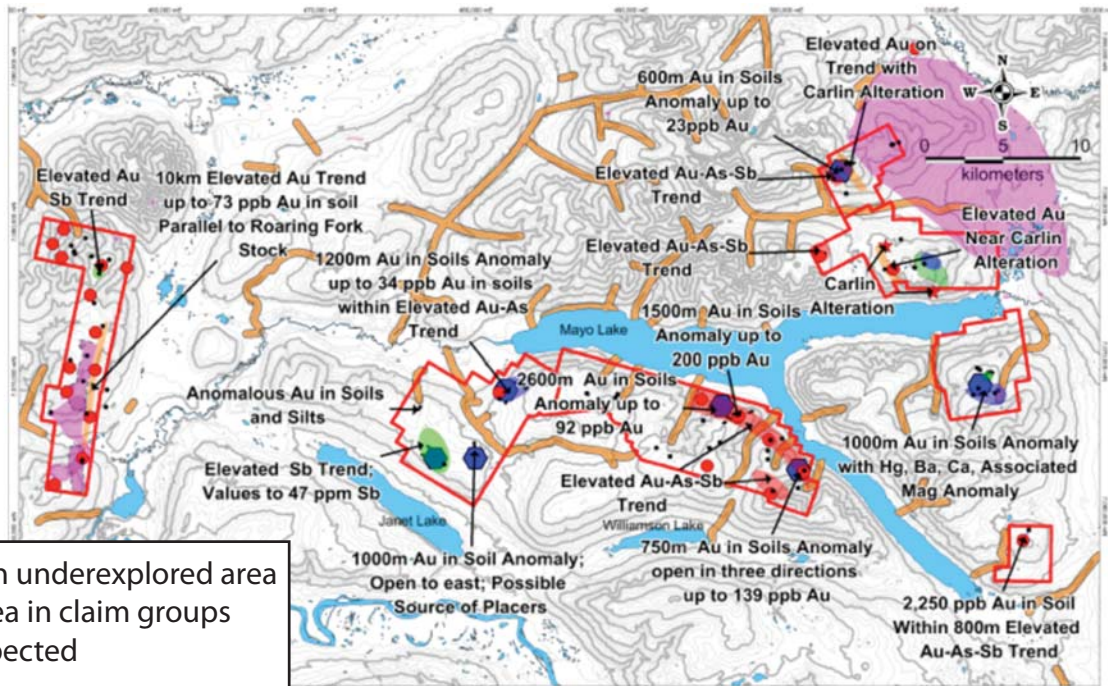 Elevated Au on
Trend with
Carlin Alteration
600m Au in Soils
Anomaly up to
23ppb Au
N
W
E
S
0
5
10
kilometers
Elevated Au
Sb Trend
10km Elevated Au Trend
up to 73 ppb Au in soil
Parallel to Roaring Fork
Stock
Elevated Au-As-Sb
Trend
Elevated Au
Near Carlin
Alteration
Elevated Au-As-Sb
Trend
1200m Au in Soils Anomaly
up to 34 ppb Au in soils
within Elevated Au-As
Trend
Carlin
Alteration
1500m Au in Soils
Anomaly up to
200 ppb Au
Mayo Lake
Anomalous Au in Soils
and Silts
2600m Au in Soils
Anomaly up to
92 ppb Au
1000m Au in Soils Anomaly
with Hg, Ba, Ca, Associated
Mag Anomaly
Elevated Sb Trend;
Values to 47 ppm Sb
Elevated Au-As-Sb
Trend
Janet Lake
Williamson Lake
1000m Au in Soil Anomaly;
Open to east; Possible
Source of Placers
750m Au in Soils Anomaly
open in three directions
up to 139 ppb Au
2,250 ppb Au in Soil
Within 800m Elevated
Au-As-Sb Trend
n underexplored area
ea in claim groups
pected